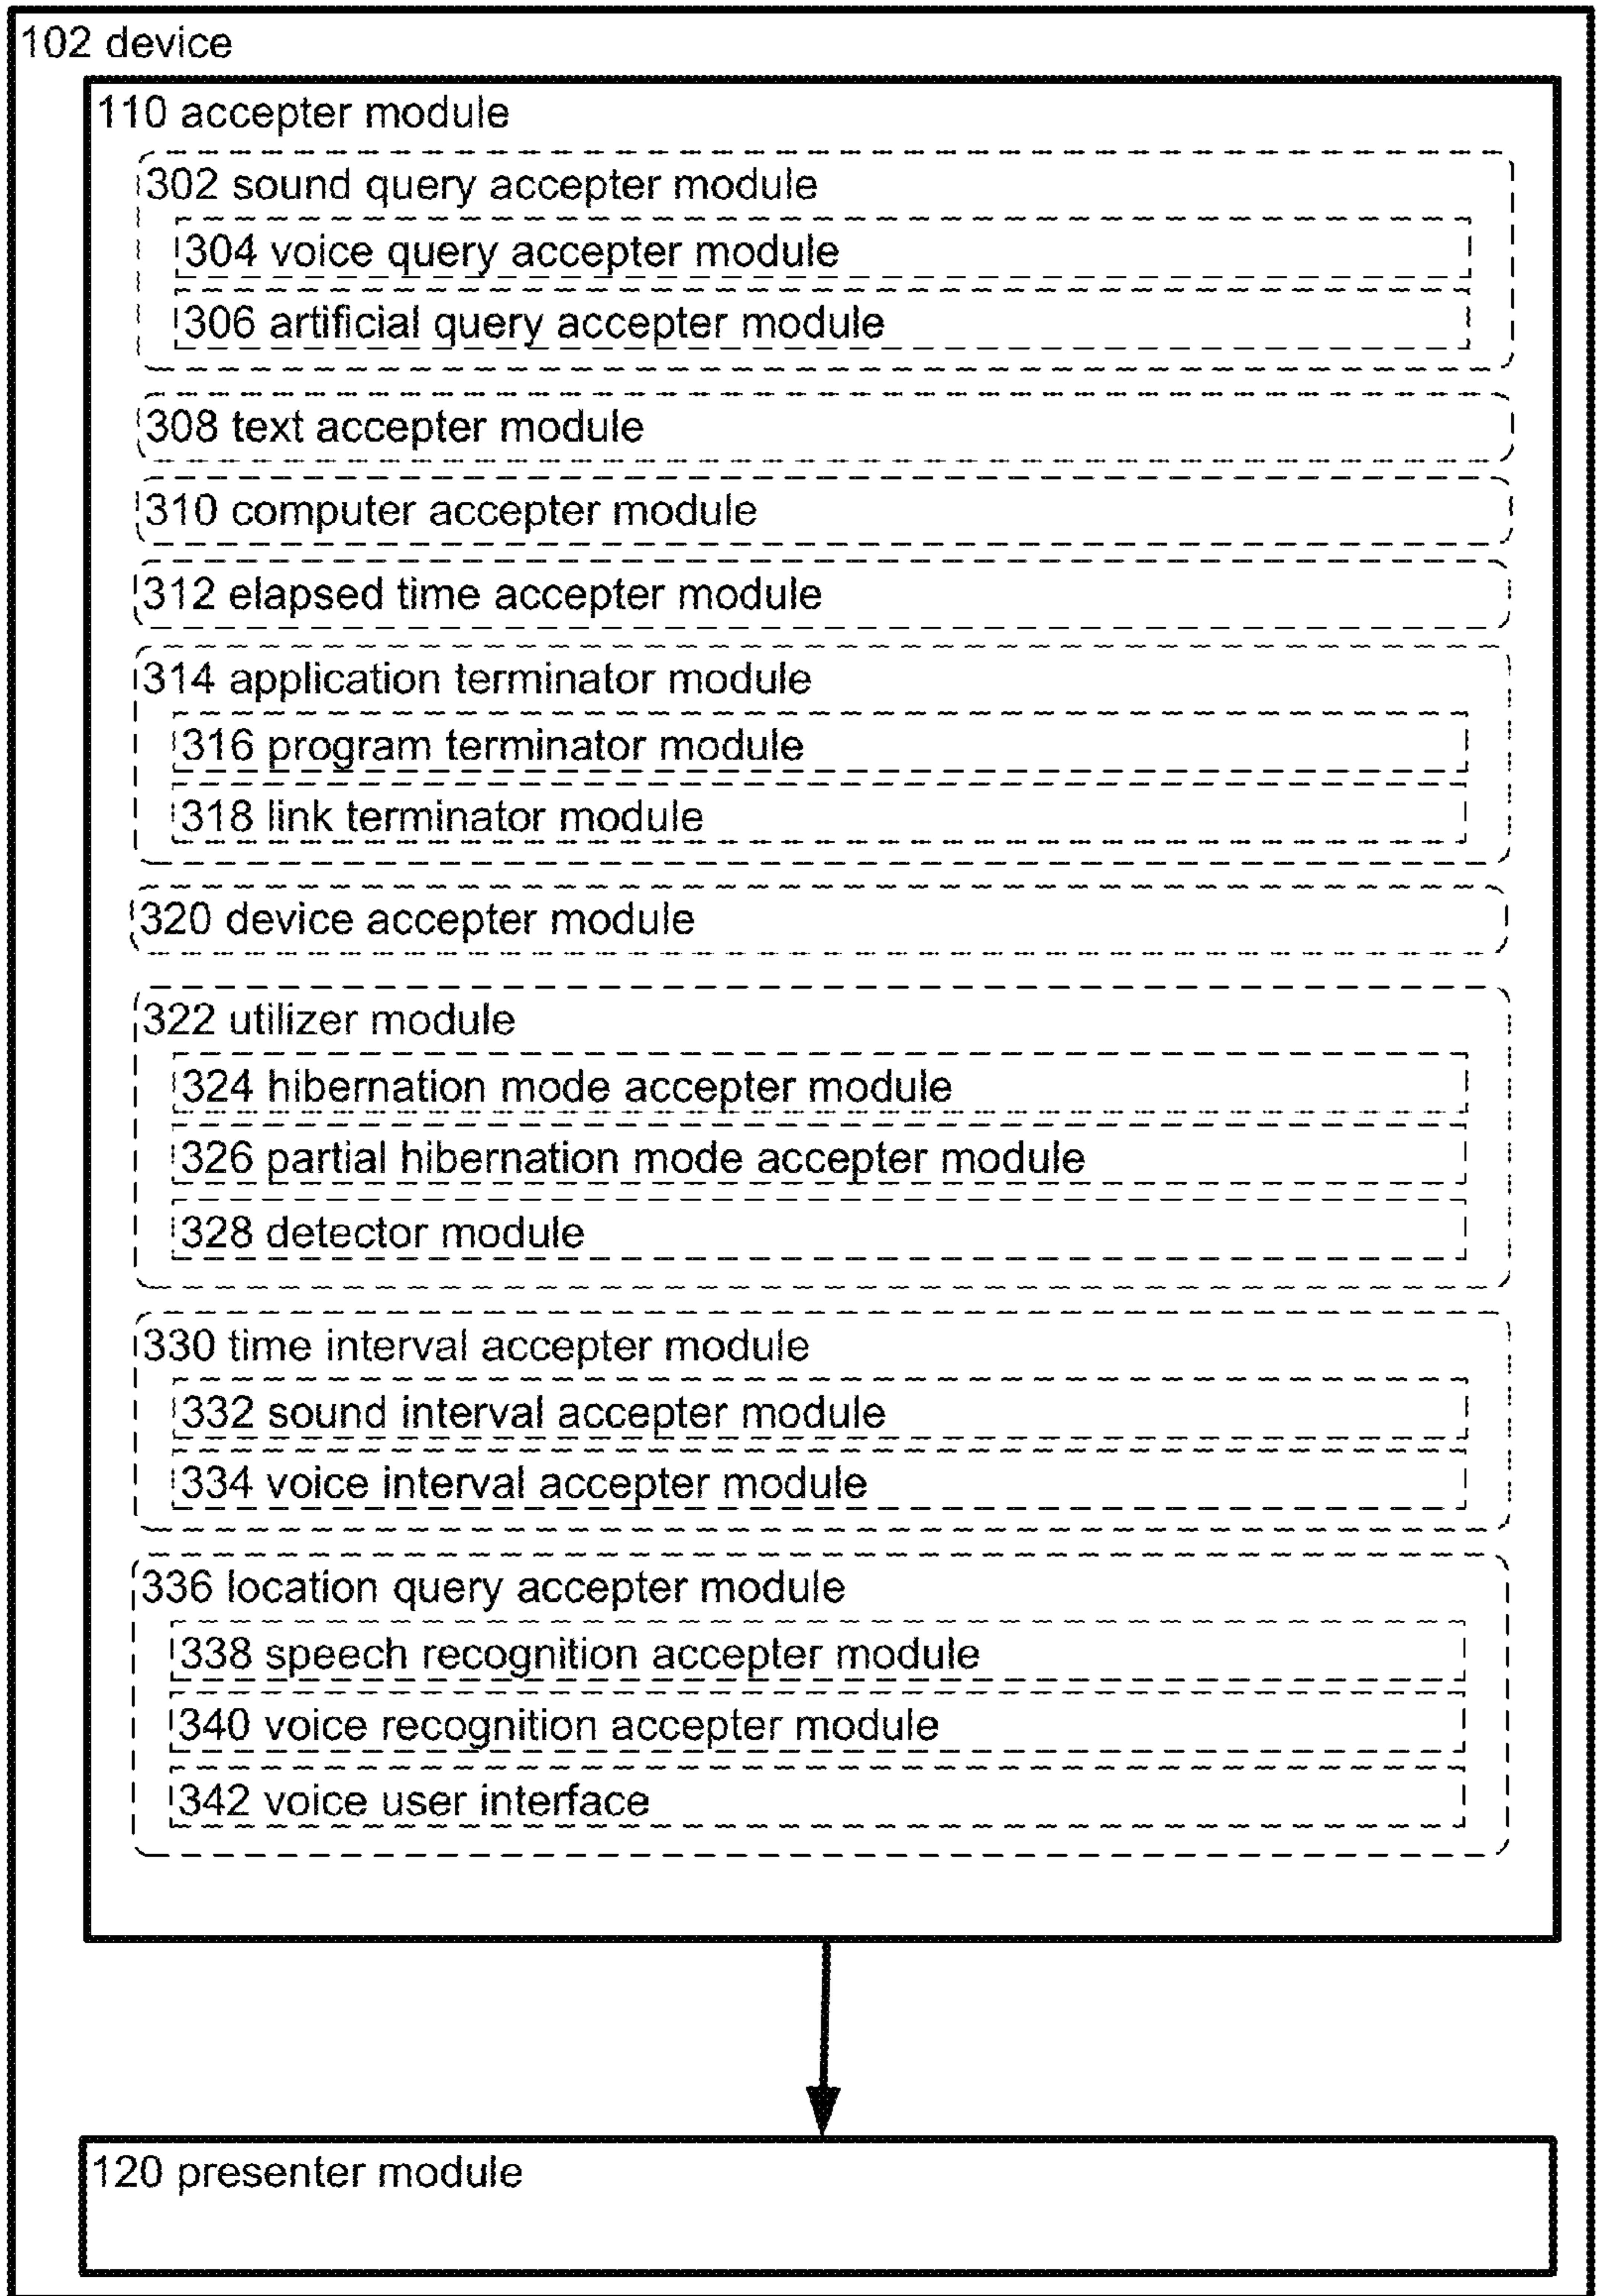 102 device
110 accepter module
302 sound query accepter module
304 voice query accepter module
306 artificial query accepter module
308 text accepter module
310 computer accepter module
312 elapsed time accepter module
314 application terminator module
316 program terminator module
318 link terminator module
320 device accepter module
322 utilizer module
324 hibernation mode accepter module
326 partial hibernation mode accepter module
328 detector module
330 time interval accepter module
332 sound interval accepter module
334 voice interval accepter module
336 location query accepter module
338 speech recognition accepter module
340 voice recognition accepter module
342 voice user interface
120 presenter module